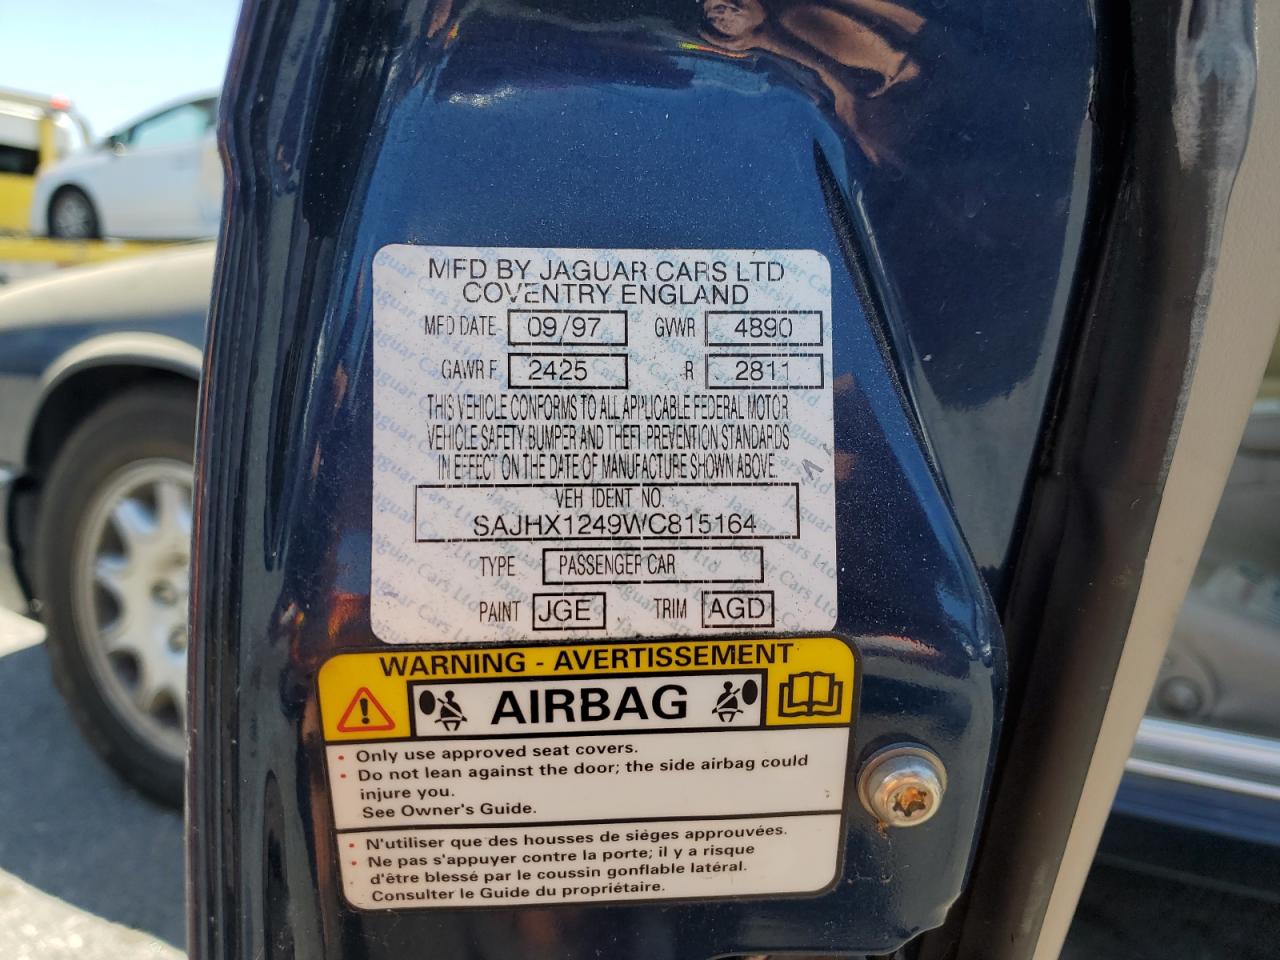 MFD BY JAGUAR CARS LTD
COVENTRY ENGLAND
MFD DATE 09/97 GVWR 4890
GAWR F 2425 R 2811
THIS VEHICLE CONFORMS TO ALL APPLICABLE FEDERAL MOTOR
VEHICLE SAFETY BUMPER AND THEFT PREVENTION STANDARDS
IN EFFECT ON THE DATE OF MANUFACTURE SHOWN ABOVE.
VEH IDENT. NO.
SAJHX1249WC815164
TYPE PASSENGER CAR
PAINT JGE TRIM AGD
WARNING - AVERTISSEMENT
AIRBAG
• Only use approved seat covers.
• Do not lean against the door; the side airbag could
injure you.
See Owner's Guide.
• N'utiliser que des housses de sièges approuvées.
• Ne pas s'appuyer contre la porte; il y a risque
d'être blessé par le coussin gonflable latéral.
Consulter le Guide du propriétaire.